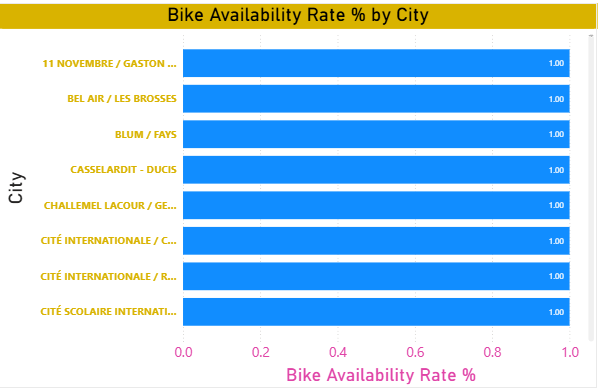 Bike Availability Rate % by City
11 NOVEMBRE / GASTON ...
1.00
BEL AIR / LES BROSSES
1.00
BLUM / FAYS
1.00
CASSELARDIT - DUCIS
1.00
CHALLEMEL LACOUR / GE...
1.00
CITÉ INTERNATIONALE / C...
1.00
CITÉ INTERNATIONALE / R...
1.00
CITÉ SCOLAIRE INTERNATI...
1.00
City
0.0 0.2 0.4 0.6 0.8 1.0
Bike Availability Rate %